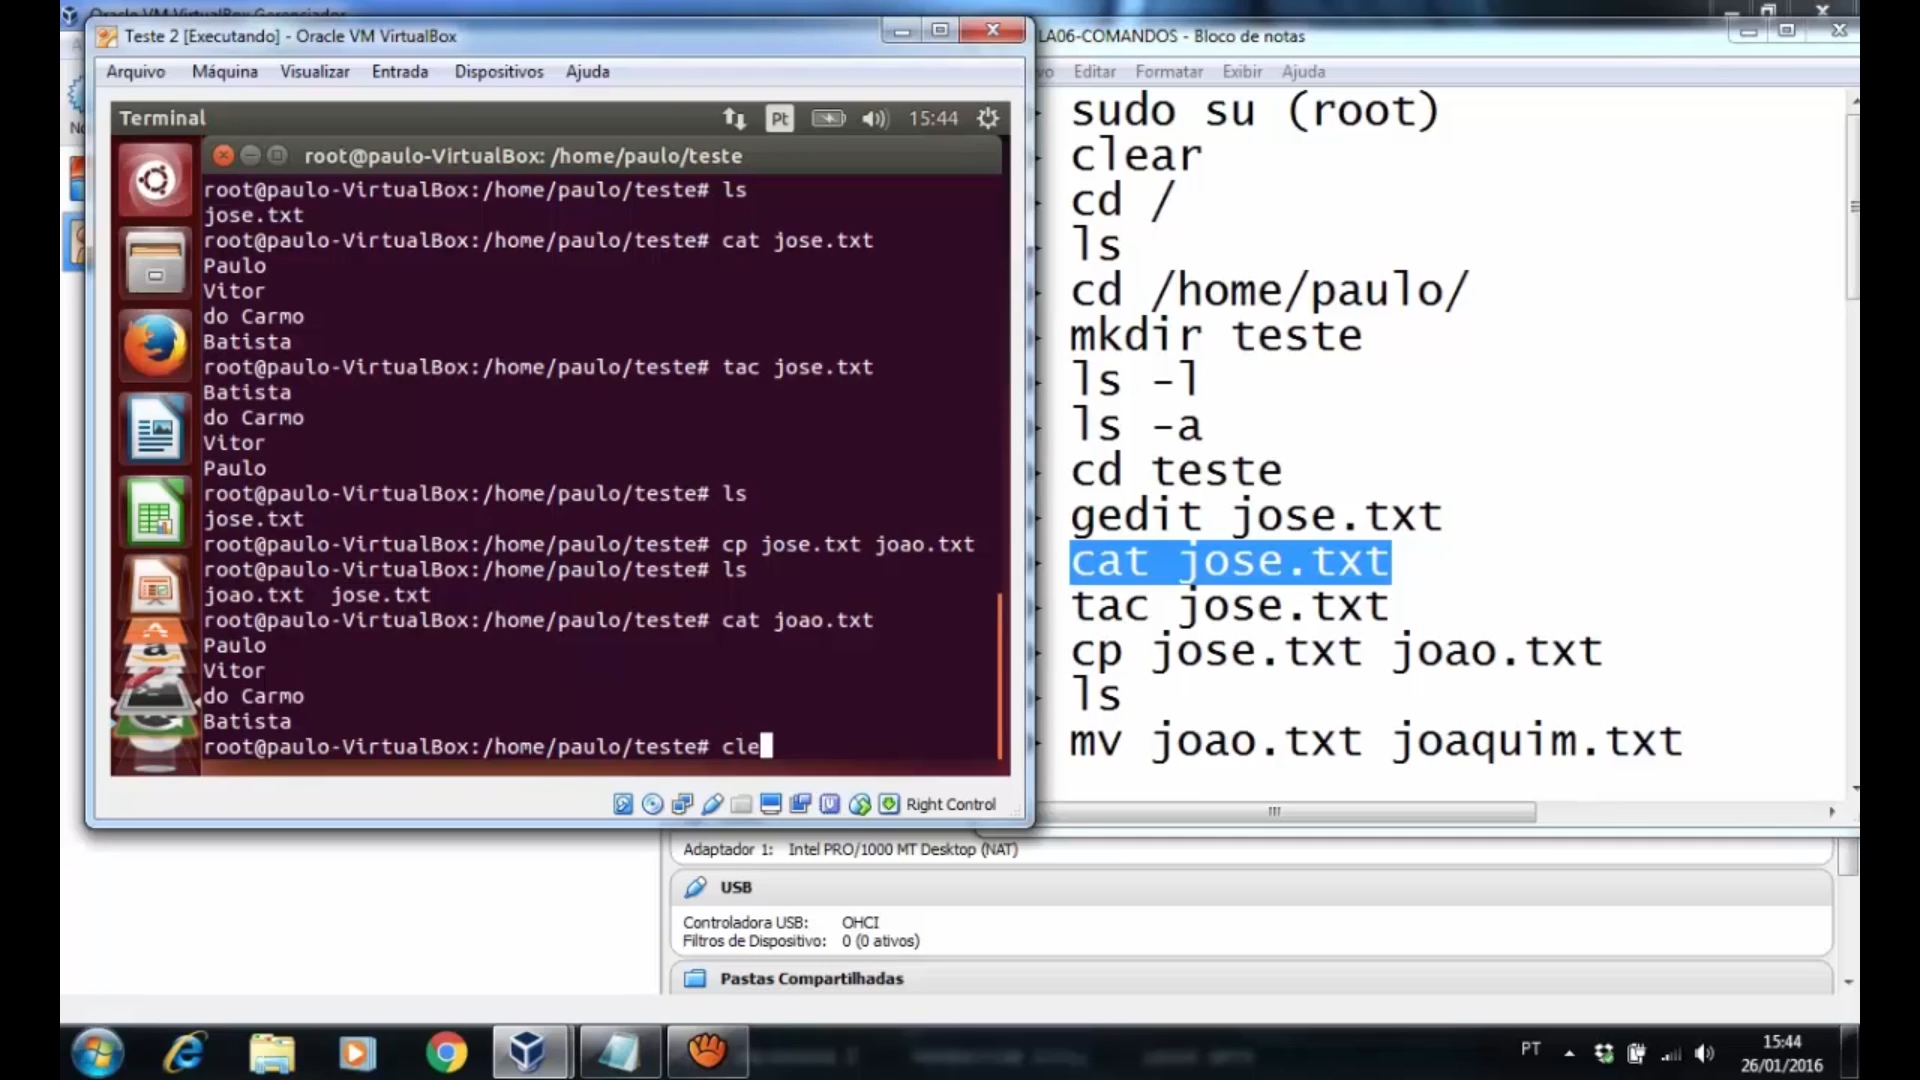 Oracle VM VirtualBox Gerenciador
Teste 2 [Executando] - Oracle VM VirtualBox
Arquivo Máquina Visualizar Entrada Dispositivos Ajuda
Terminal
Pt
15:44
root@paulo-VirtualBox: /home/paulo/teste
root@paulo-VirtualBox:/home/paulo/teste# ls
jose.txt
root@paulo-VirtualBox:/home/paulo/teste# cat jose.txt
Paulo
Vitor
do Carmo
Batista
root@paulo-VirtualBox:/home/paulo/teste# tac jose.txt
Batista
do Carmo
Vitor
Paulo
root@paulo-VirtualBox:/home/paulo/teste# ls
jose.txt
root@paulo-VirtualBox:/home/paulo/teste# cp jose.txt joao.txt
root@paulo-VirtualBox:/home/paulo/teste# ls
joao.txt  jose.txt
root@paulo-VirtualBox:/home/paulo/teste# cat joao.txt
Paulo
Vitor
do Carmo
Batista
root@paulo-VirtualBox:/home/paulo/teste# cle
Right Control
LA06-COMANDOS - Bloco de notas
vo Editar Formatar Exibir Ajuda
sudo su (root)
clear
cd /
ls
cd /home/paulo/
mkdir teste
ls -l
ls -a
cd teste
gedit jose.txt
cat jose.txt
tac jose.txt
cp jose.txt joao.txt
ls
mv joao.txt joaquim.txt
Adaptador 1: Intel PRO/1000 MT Desktop (NAT)
USB
Controladora USB: OHCI
Filtros de Dispositivo: 0 (0 ativos)
Pastas Compartilhadas
PT
15:44
26/01/2016